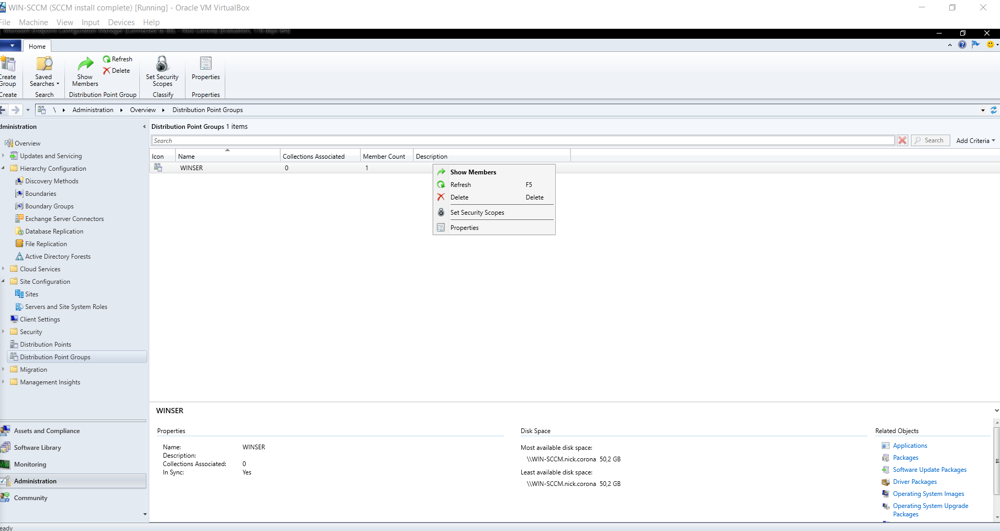 WIN-SCCM (SCCM install complete) [Running] - Oracle VM VirtualBox
File Machine View Input Devices Help
Microsoft Endpoint Configuration Manager (Connected to BEL - Nick Corona) (Evaluation, 176 days left)
Home
Create Group
Saved Searches
Show Members
Refresh
Delete
Set Security Scopes
Properties
Create
Search
Distribution Point Group
Classify
Properties
\ Administration Overview Distribution Point Groups
dministration
Distribution Point Groups 1 items
Search
Search
Add Criteria
Icon Name Collections Associated Member Count Description
WINSER 0 1
Show Members
Refresh F5
Delete Delete
Set Security Scopes
Properties
Overview
Updates and Servicing
Hierarchy Configuration
Discovery Methods
Boundaries
Boundary Groups
Exchange Server Connectors
Database Replication
File Replication
Active Directory Forests
Cloud Services
Site Configuration
Sites
Servers and Site System Roles
Client Settings
Security
Distribution Points
Distribution Point Groups
Migration
Management Insights
Assets and Compliance
Software Library
Monitoring
Administration
Community
WINSER
Properties
Name: WINSER
Description:
Collections Associated: 0
In Sync: Yes
Disk Space
Most available disk space:
\\WIN-SCCM.nick.corona 50,2 GB
Least available disk space:
\\WIN-SCCM.nick.corona 50,2 GB
Related Objects
Applications
Packages
Software Update Packages
Driver Packages
Operating System Images
Operating System Upgrade
Packages
eady